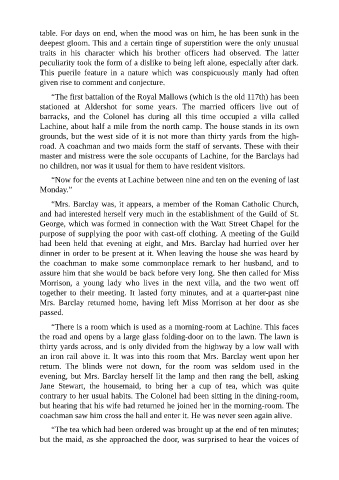 table. For days on end, when the mood was on him, he has been sunk in the
deepest gloom. This and a certain tinge of superstition were the only unusual
traits in his character which his brother officers had observed. The latter
peculiarity took the form of a dislike to being left alone, especially after dark.
This puerile feature in a nature which was conspicuously manly had often
given rise to comment and conjecture.
“The first battalion of the Royal Mallows (which is the old 117th) has been
stationed at Aldershot for some years. The married officers live out of
barracks, and the Colonel has during all this time occupied a villa called
Lachine, about half a mile from the north camp. The house stands in its own
grounds, but the west side of it is not more than thirty yards from the high-
road. A coachman and two maids form the staff of servants. These with their
master and mistress were the sole occupants of Lachine, for the Barclays had
no children, nor was it usual for them to have resident visitors.
“Now for the events at Lachine between nine and ten on the evening of last
Monday.”
“Mrs. Barclay was, it appears, a member of the Roman Catholic Church,
and had interested herself very much in the establishment of the Guild of St.
George, which was formed in connection with the Watt Street Chapel for the
purpose of supplying the poor with cast-off clothing. A meeting of the Guild
had been held that evening at eight, and Mrs. Barclay had hurried over her
dinner in order to be present at it. When leaving the house she was heard by
the coachman to make some commonplace remark to her husband, and to
assure him that she would be back before very long. She then called for Miss
Morrison, a young lady who lives in the next villa, and the two went off
together to their meeting. It lasted forty minutes, and at a quarter-past nine
Mrs. Barclay returned home, having left Miss Morrison at her door as she
passed.
“There is a room which is used as a morning-room at Lachine. This faces
the road and opens by a large glass folding-door on to the lawn. The lawn is
thirty yards across, and is only divided from the highway by a low wall with
an iron rail above it. It was into this room that Mrs. Barclay went upon her
return. The blinds were not down, for the room was seldom used in the
evening, but Mrs. Barclay herself lit the lamp and then rang the bell, asking
Jane Stewart, the housemaid, to bring her a cup of tea, which was quite
contrary to her usual habits. The Colonel had been sitting in the dining-room,
but hearing that his wife had returned he joined her in the morning-room. The
coachman saw him cross the hall and enter it. He was never seen again alive.
“The tea which had been ordered was brought up at the end of ten minutes;
but the maid, as she approached the door, was surprised to hear the voices of